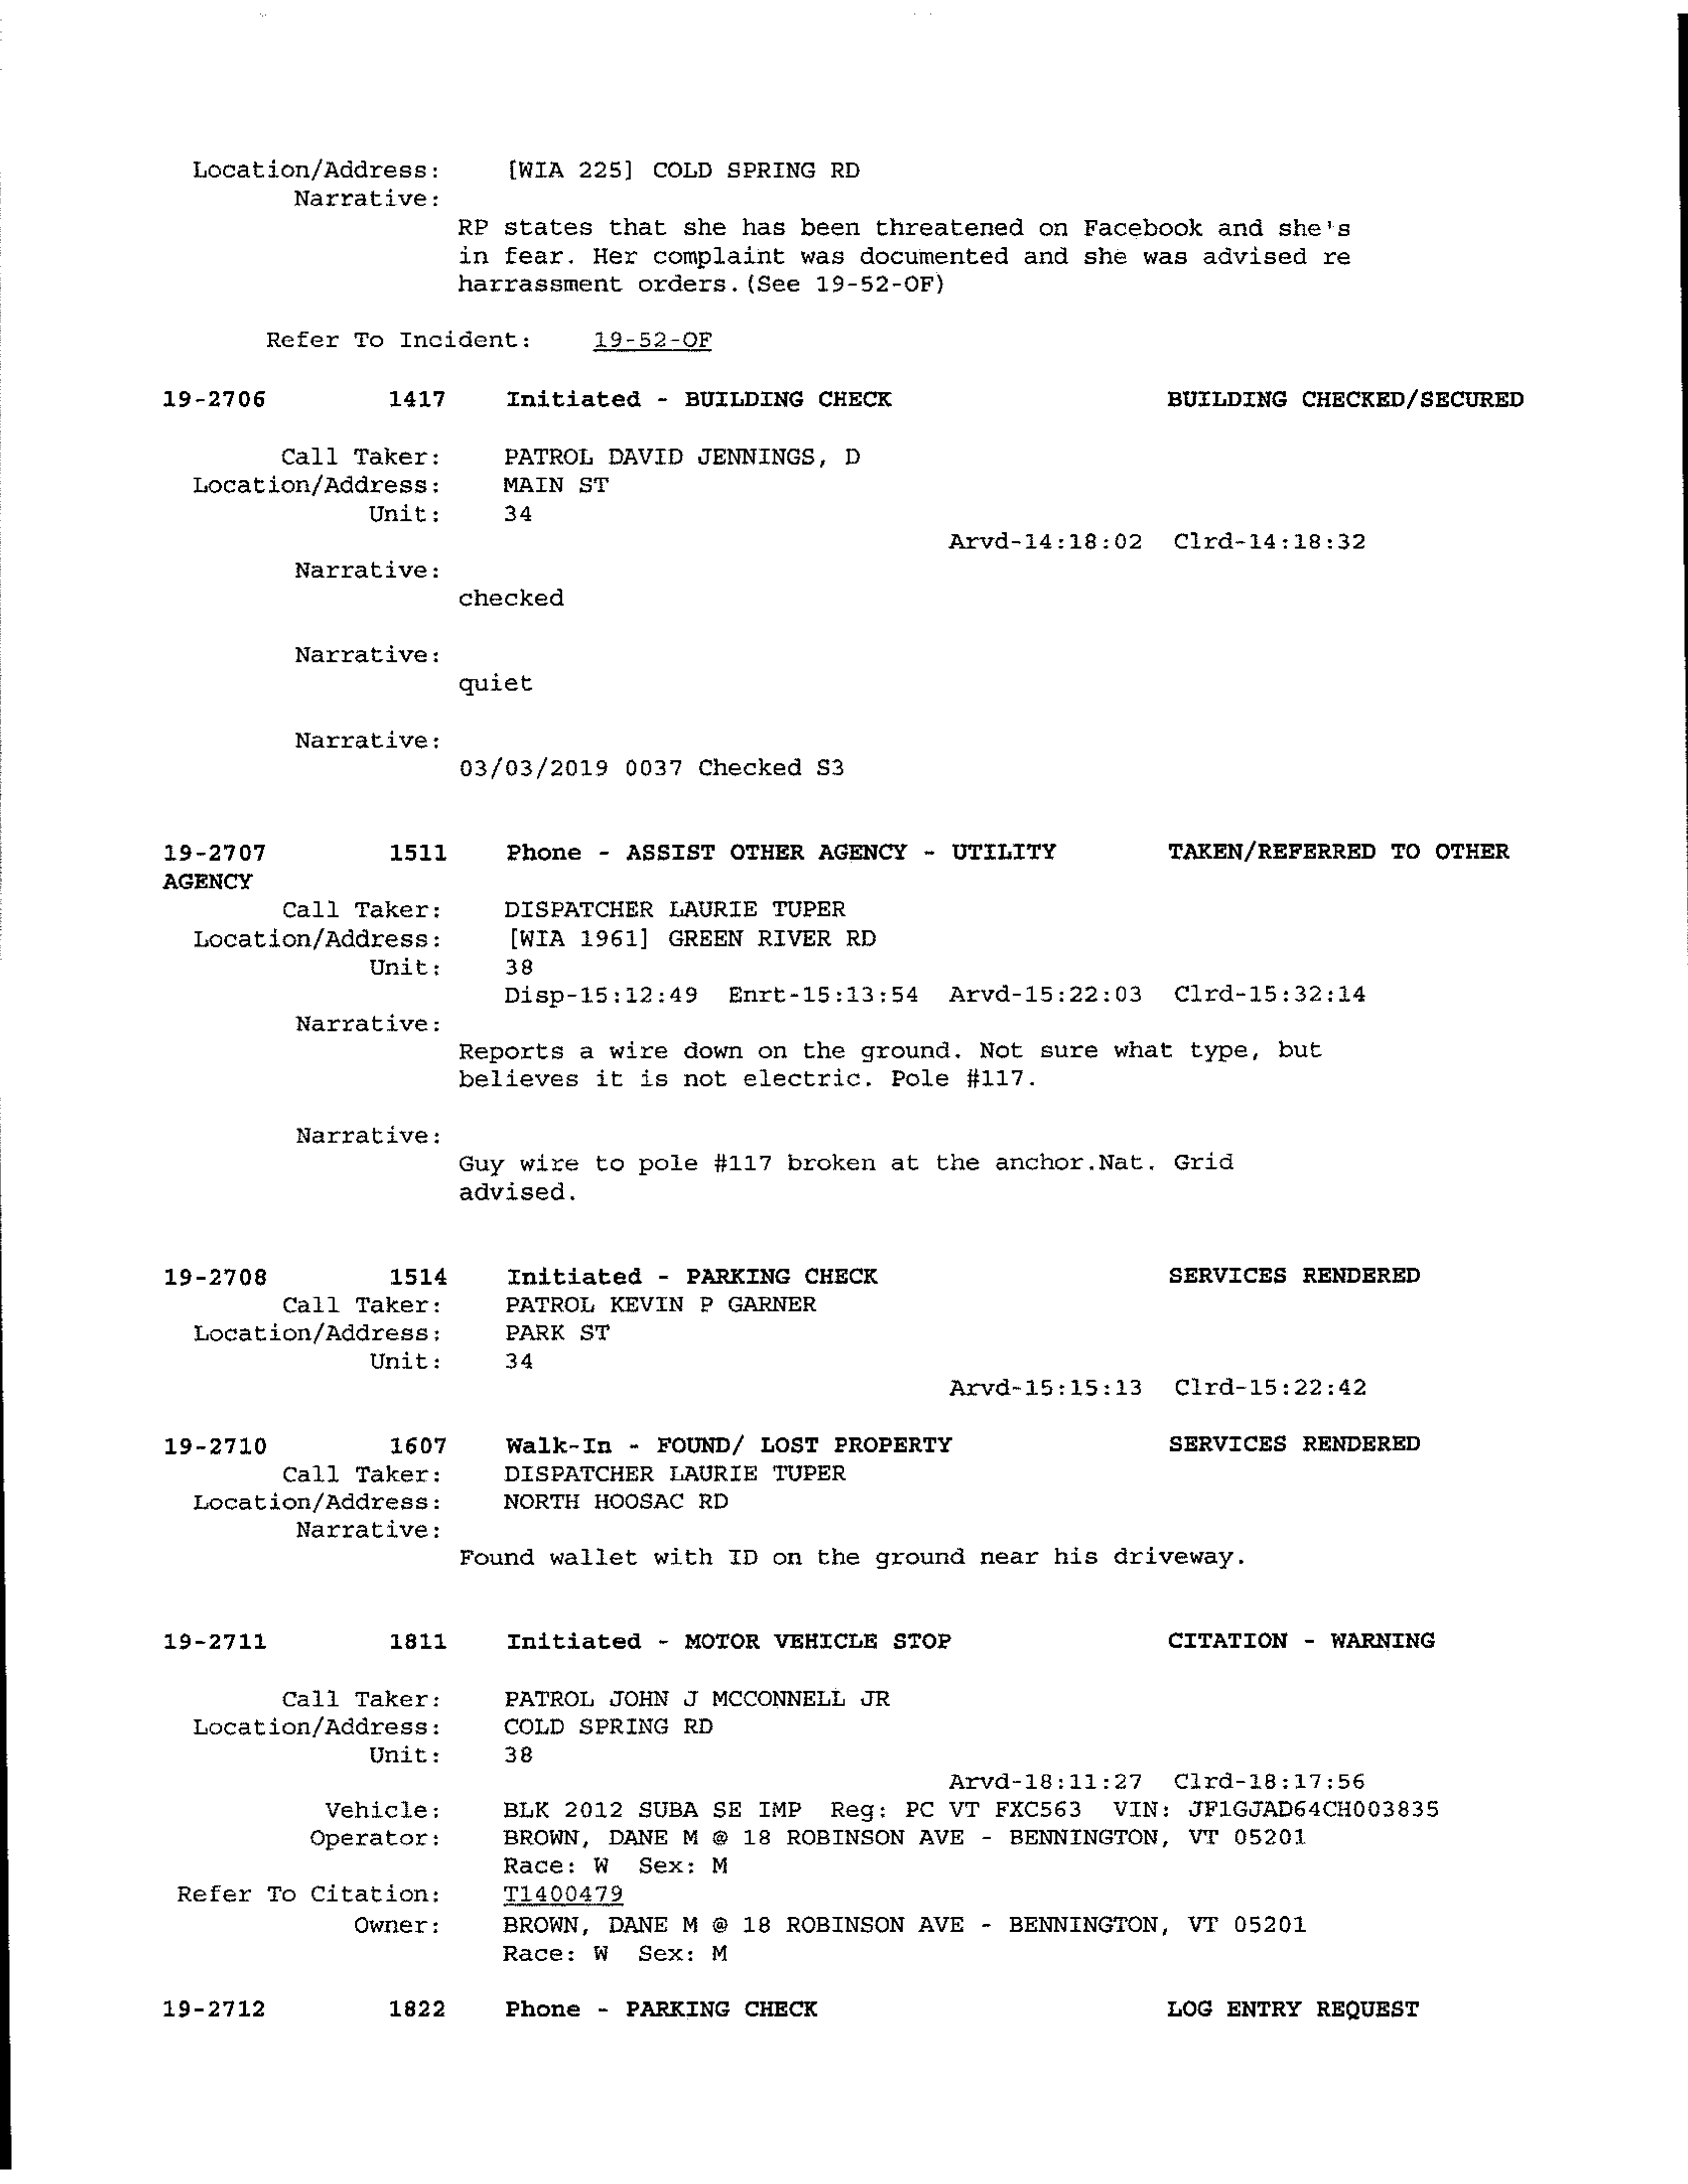 Location/Address: [WIA 225] COLD SPRING RD
Narrative:
RP states that she has been threatened on Facebook and she's
in fear. Her complaint was documented and she was advised re
harrassment orders.(See 19-52-OF)
Refer To Incident: 19-52-OF
19-2706 1417 Initiated - BUILDING CHECK BUILDING CHECKED/SECURED
Call Taker: PATROL DAVID JENNINGS, D
Location/Address: MAIN ST
Unit: 34
Arvd-14:18:02 Clrd-14:18:32
Narrative:
checked
Narrative:
quiet
Narrative:
03/03/2019 0037 Checked S3
19-2707 1511 Phone - ASSIST OTHER AGENCY - UTILITY TAKEN/REFERRED TO OTHER
AGENCY
Call Taker: DISPATCHER LAURIE TUPER
Location/Address: [WIA 1961] GREEN RIVER RD
Unit: 38
Disp-15:12:49 Enrt-15:13:54 Arvd-15:22:03 Clrd-15:32:14
Narrative:
Reports a wire down on the ground. Not sure what type, but
believes it is not electric. Pole #117.
Narrative:
Guy wire to pole #117 broken at the anchor.Nat. Grid
advised.
19-2708 1514 Initiated - PARKING CHECK SERVICES RENDERED
Call Taker: PATROL KEVIN P GARNER
Location/Address: PARK ST
Unit: 34
Arvd-15:15:13 Clrd-15:22:42
19-2710 1607 Walk-In - FOUND/ LOST PROPERTY SERVICES RENDERED
Call Taker: DISPATCHER LAURIE TUPER
Location/Address: NORTH HOOSAC RD
Narrative:
Found wallet with ID on the ground near his driveway.
19-2711 1811 Initiated - MOTOR VEHICLE STOP CITATION - WARNING
Call Taker: PATROL JOHN J MCCONNELL JR
Location/Address: COLD SPRING RD
Unit: 38
Arvd-18:11:27 Clrd-18:17:56
Vehicle: BLK 2012 SUBA SE IMP Reg: PC VT FXC563 VIN: JF1GJAD64CH003835
Operator: BROWN, DANE M @ 18 ROBINSON AVE - BENNINGTON, VT 05201
Race: W Sex: M
Refer To Citation: T1400479
Owner: BROWN, DANE M @ 18 ROBINSON AVE - BENNINGTON, VT 05201
Race: W Sex: M
19-2712 1822 Phone - PARKING CHECK LOG ENTRY REQUEST